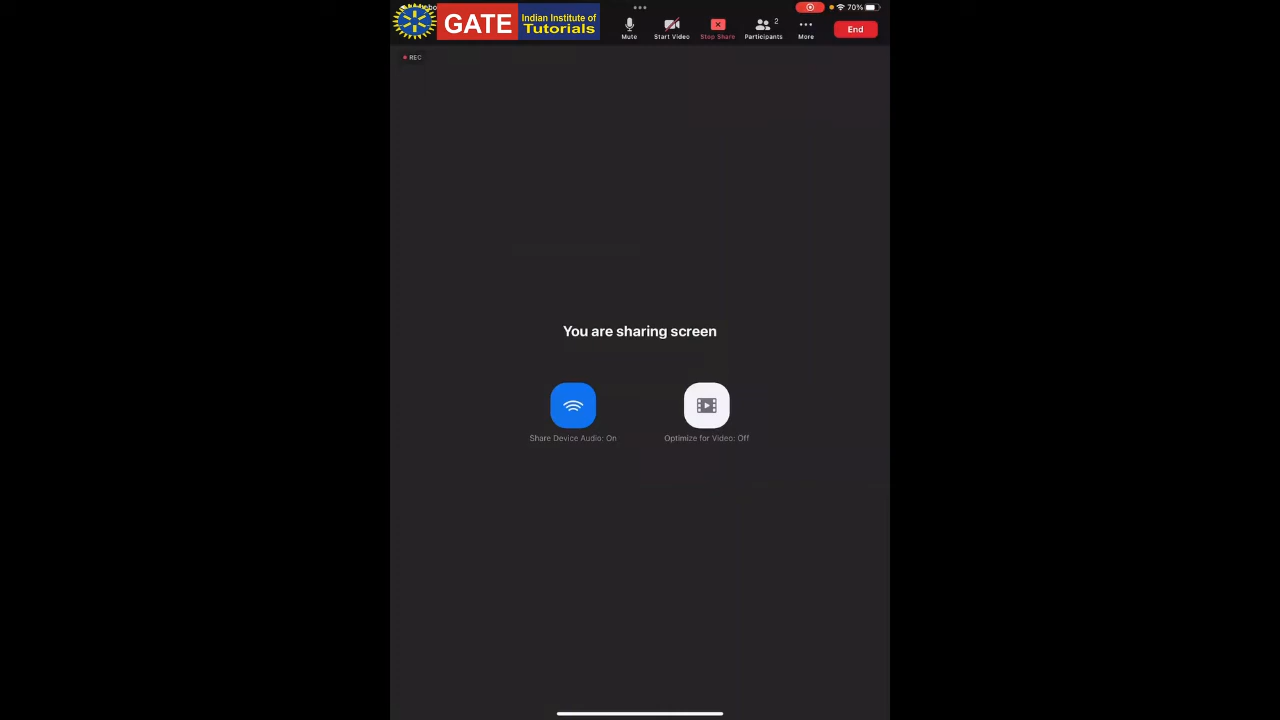 GATE
Indian Institute of
Tutorials
70%
Mute
Start Video
Stop Share
Participants
2
More
End
REC
You are sharing screen
Share Device Audio: On
Optimize for Video: Off